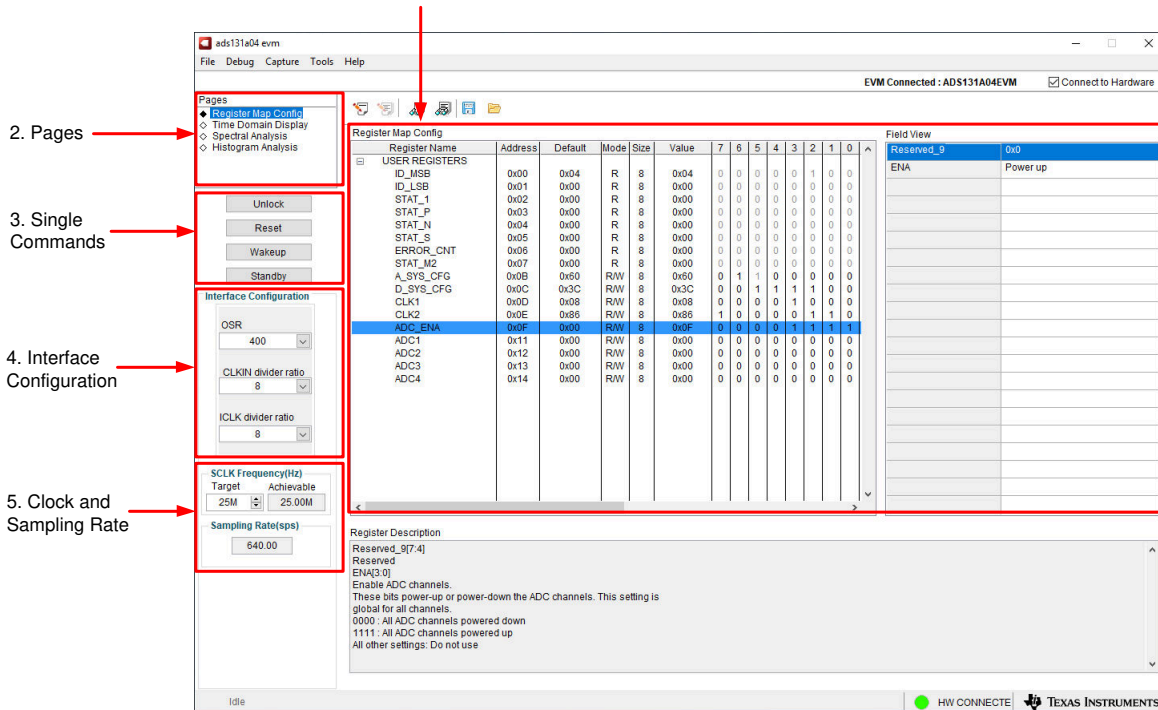 ads131a04 evm
File Debug Capture Tools Help
EVM Connected : ADS131A04EVM Connect to Hardware
2. Pages
Pages
Register Map Config
Time Domain Display
Spectral Analysis
Histogram Analysis
3. Single
Commands
Unlock
Reset
Wakeup
Standby
4. Interface
Configuration
Interface Configuration
OSR
400
CLKIN divider ratio
8
ICLK divider ratio
8
5. Clock and
Sampling Rate
SCLK Frequency(Hz)
Target Achievable
25M 25.00M
Sampling Rate(sps)
640.00
Register Map Config
Register Name Address Default Mode Size Value 7 6 5 4 3 2 1 0
USER REGISTERS
ID_MSB 0x00 0x04 R 8 0x04 0 0 0 0 0 1 0 0
ID_LSB 0x01 0x00 R 8 0x00 0 0 0 0 0 0 0 0
STAT_1 0x02 0x00 R 8 0x00 0 0 0 0 0 0 0 0
STAT_P 0x03 0x00 R 8 0x00 0 0 0 0 0 0 0 0
STAT_N 0x04 0x00 R 8 0x00 0 0 0 0 0 0 0 0
STAT_S 0x05 0x00 R 8 0x00 0 0 0 0 0 0 0 0
ERROR_CNT 0x06 0x00 R 8 0x00 0 0 0 0 0 0 0 0
STAT_M2 0x07 0x00 R 8 0x00 0 0 0 0 0 0 0 0
A_SYS_CFG 0x0B 0x60 R/W 8 0x60 0 1 1 0 0 0 0 0
D_SYS_CFG 0x0C 0x3C R/W 8 0x3C 0 0 1 1 1 1 0 0
CLK1 0x0D 0x08 R/W 8 0x08 0 0 0 0 1 0 0 0
CLK2 0x0E 0x86 R/W 8 0x86 1 0 0 0 0 1 1 0
ADC_ENA 0x0F 0x00 R/W 8 0x0F 0 0 0 0 1 1 1 1
ADC1 0x11 0x00 R/W 8 0x00 0 0 0 0 0 0 0 0
ADC2 0x12 0x00 R/W 8 0x00 0 0 0 0 0 0 0 0
ADC3 0x13 0x00 R/W 8 0x00 0 0 0 0 0 0 0 0
ADC4 0x14 0x00 R/W 8 0x00 0 0 0 0 0 0 0 0
Field View
Reserved_9 0x0
ENA Power up
Register Description
Reserved_9[7:4]
Reserved
ENA[3:0]
Enable ADC channels.
These bits power-up or power-down the ADC channels. This setting is
global for all channels.
0000 : All ADC channels powered down
1111 : All ADC channels powered up
All other settings: Do not use
Idle
HW CONNECTE TEXAS INSTRUMENTS